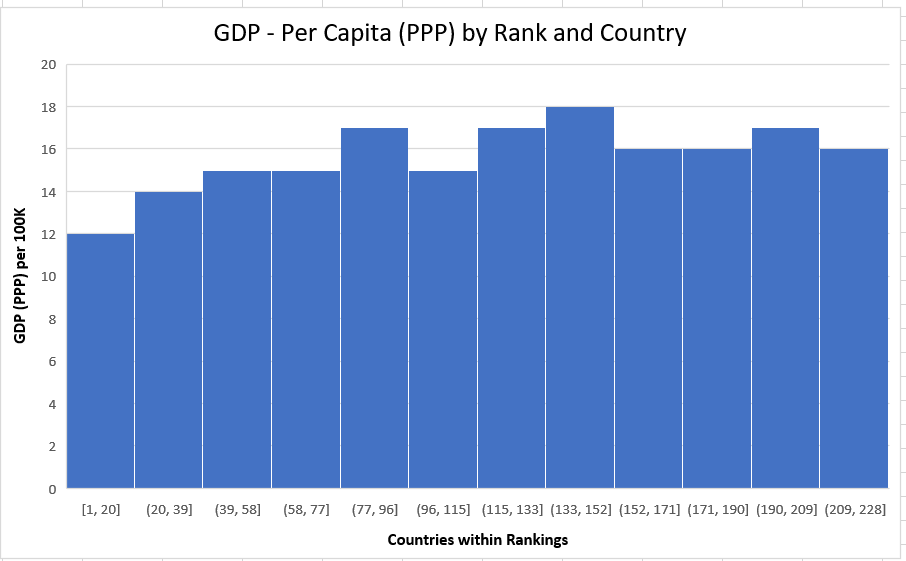 GDP - Per Capita (PPP) by Rank and Country
20
18
16
14
12
10
8
6
4
2
0
GDP (PPP) per 100K
[1, 20] (20, 39] (39, 58] (58, 77] (77, 96] (96, 115] (115, 133] (133, 152] (152, 171] (171, 190] (190, 209] (209, 228]
Countries within Rankings